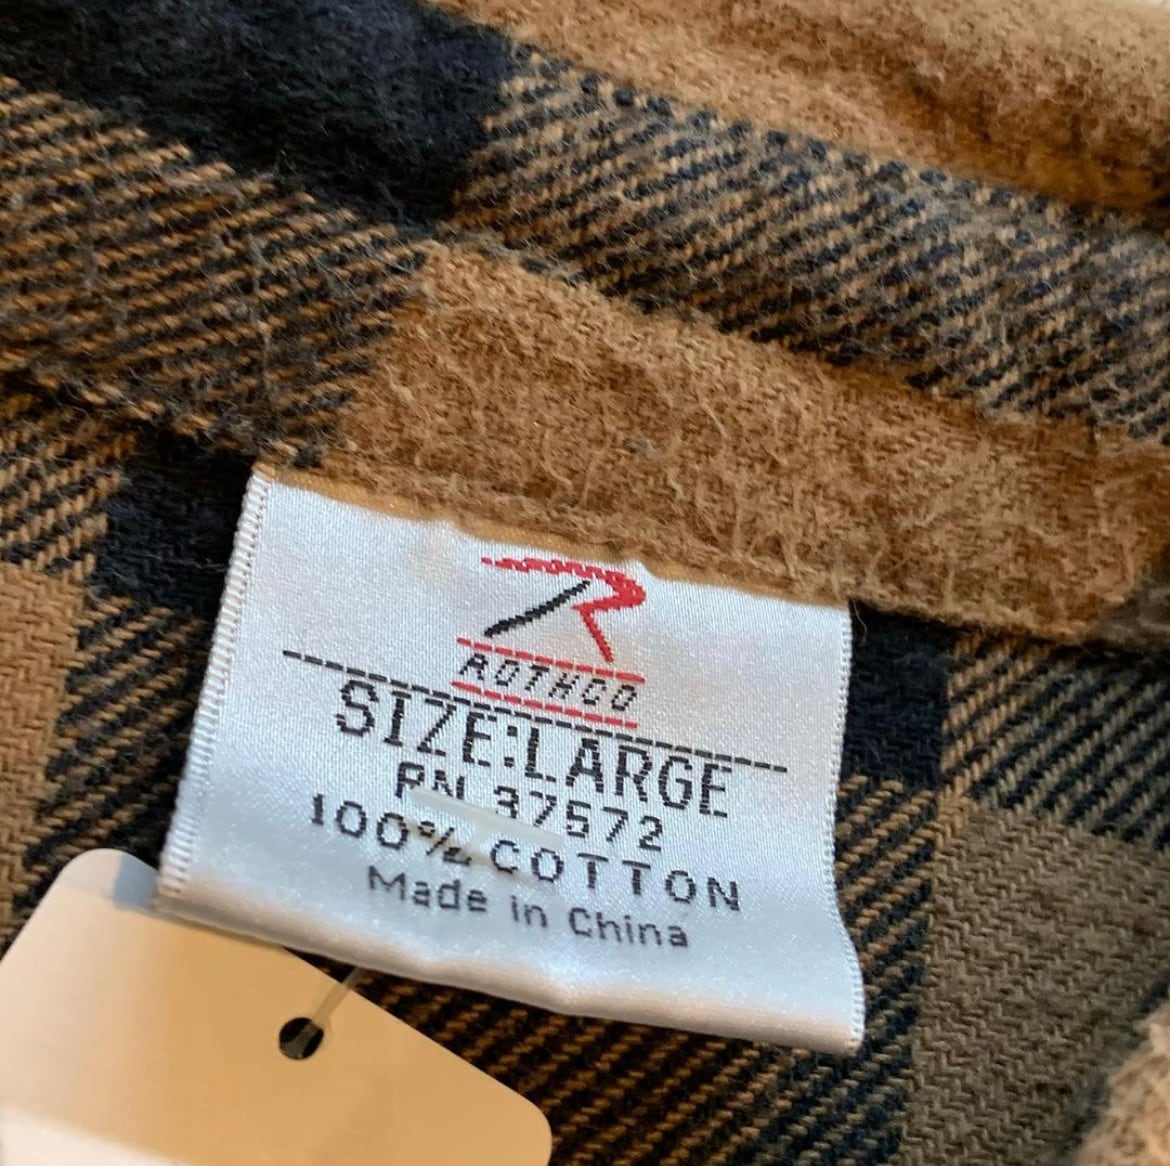 ROTHCO
SIZE:LARGE
RN 37572
100% COTTON
Made in China